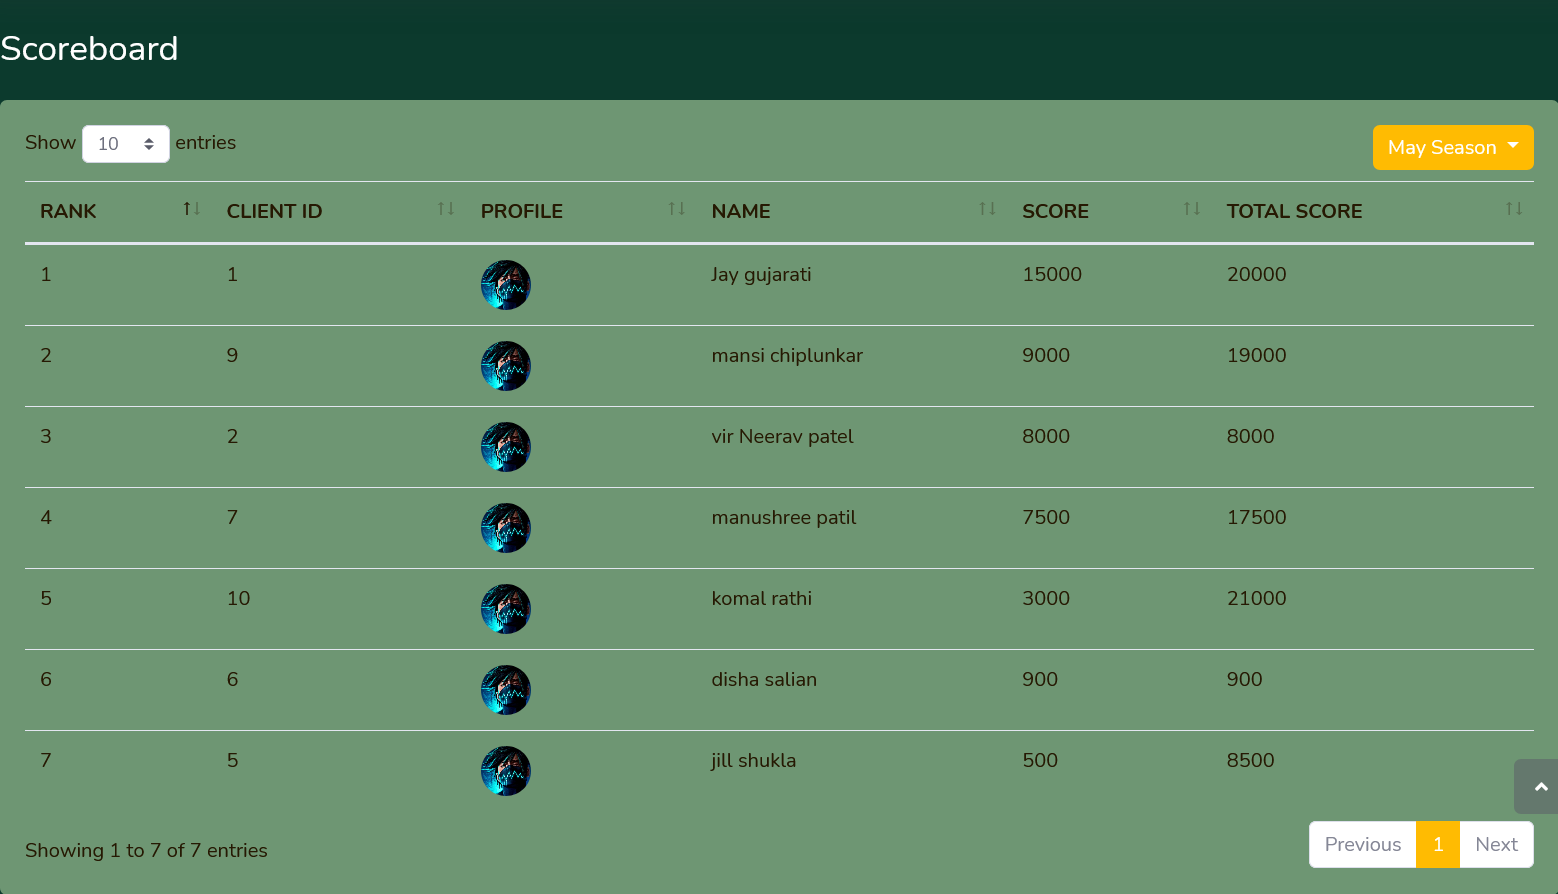 Scoreboard
Show 10 entries
May Season
RANK CLIENT ID PROFILE NAME SCORE TOTAL SCORE
1 1 Jay gujarati 15000 20000
2 9 mansi chiplunkar 9000 19000
3 2 vir Neerav patel 8000 8000
4 7 manushree patil 7500 17500
5 10 komal rathi 3000 21000
6 6 disha salian 900 900
7 5 jill shukla 500 8500
Showing 1 to 7 of 7 entries
Previous 1 Next